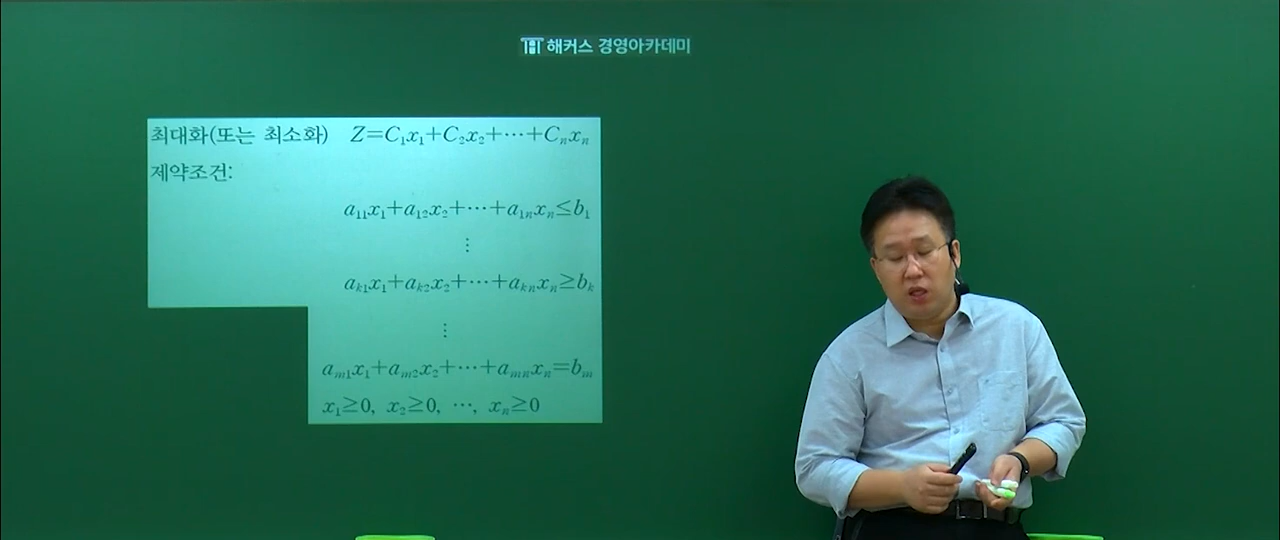 해커스 경영아카데미
최대화(또는 최소화) Z=C₁x₁+C₂x₂+⋯+Cₙxₙ
제약조건:
a₁₁x₁+a₁₂x₂+⋯+a₁ₙxₙ≤b₁
⋮
aₖ₁x₁+aₖ₂x₂+⋯+aₖₙxₙ≥bₖ
⋮
aₘ₁x₁+aₘ₂x₂+⋯+aₘₙxₙ=bₘ
x₁≥0, x₂≥0, ⋯, xₙ≥0